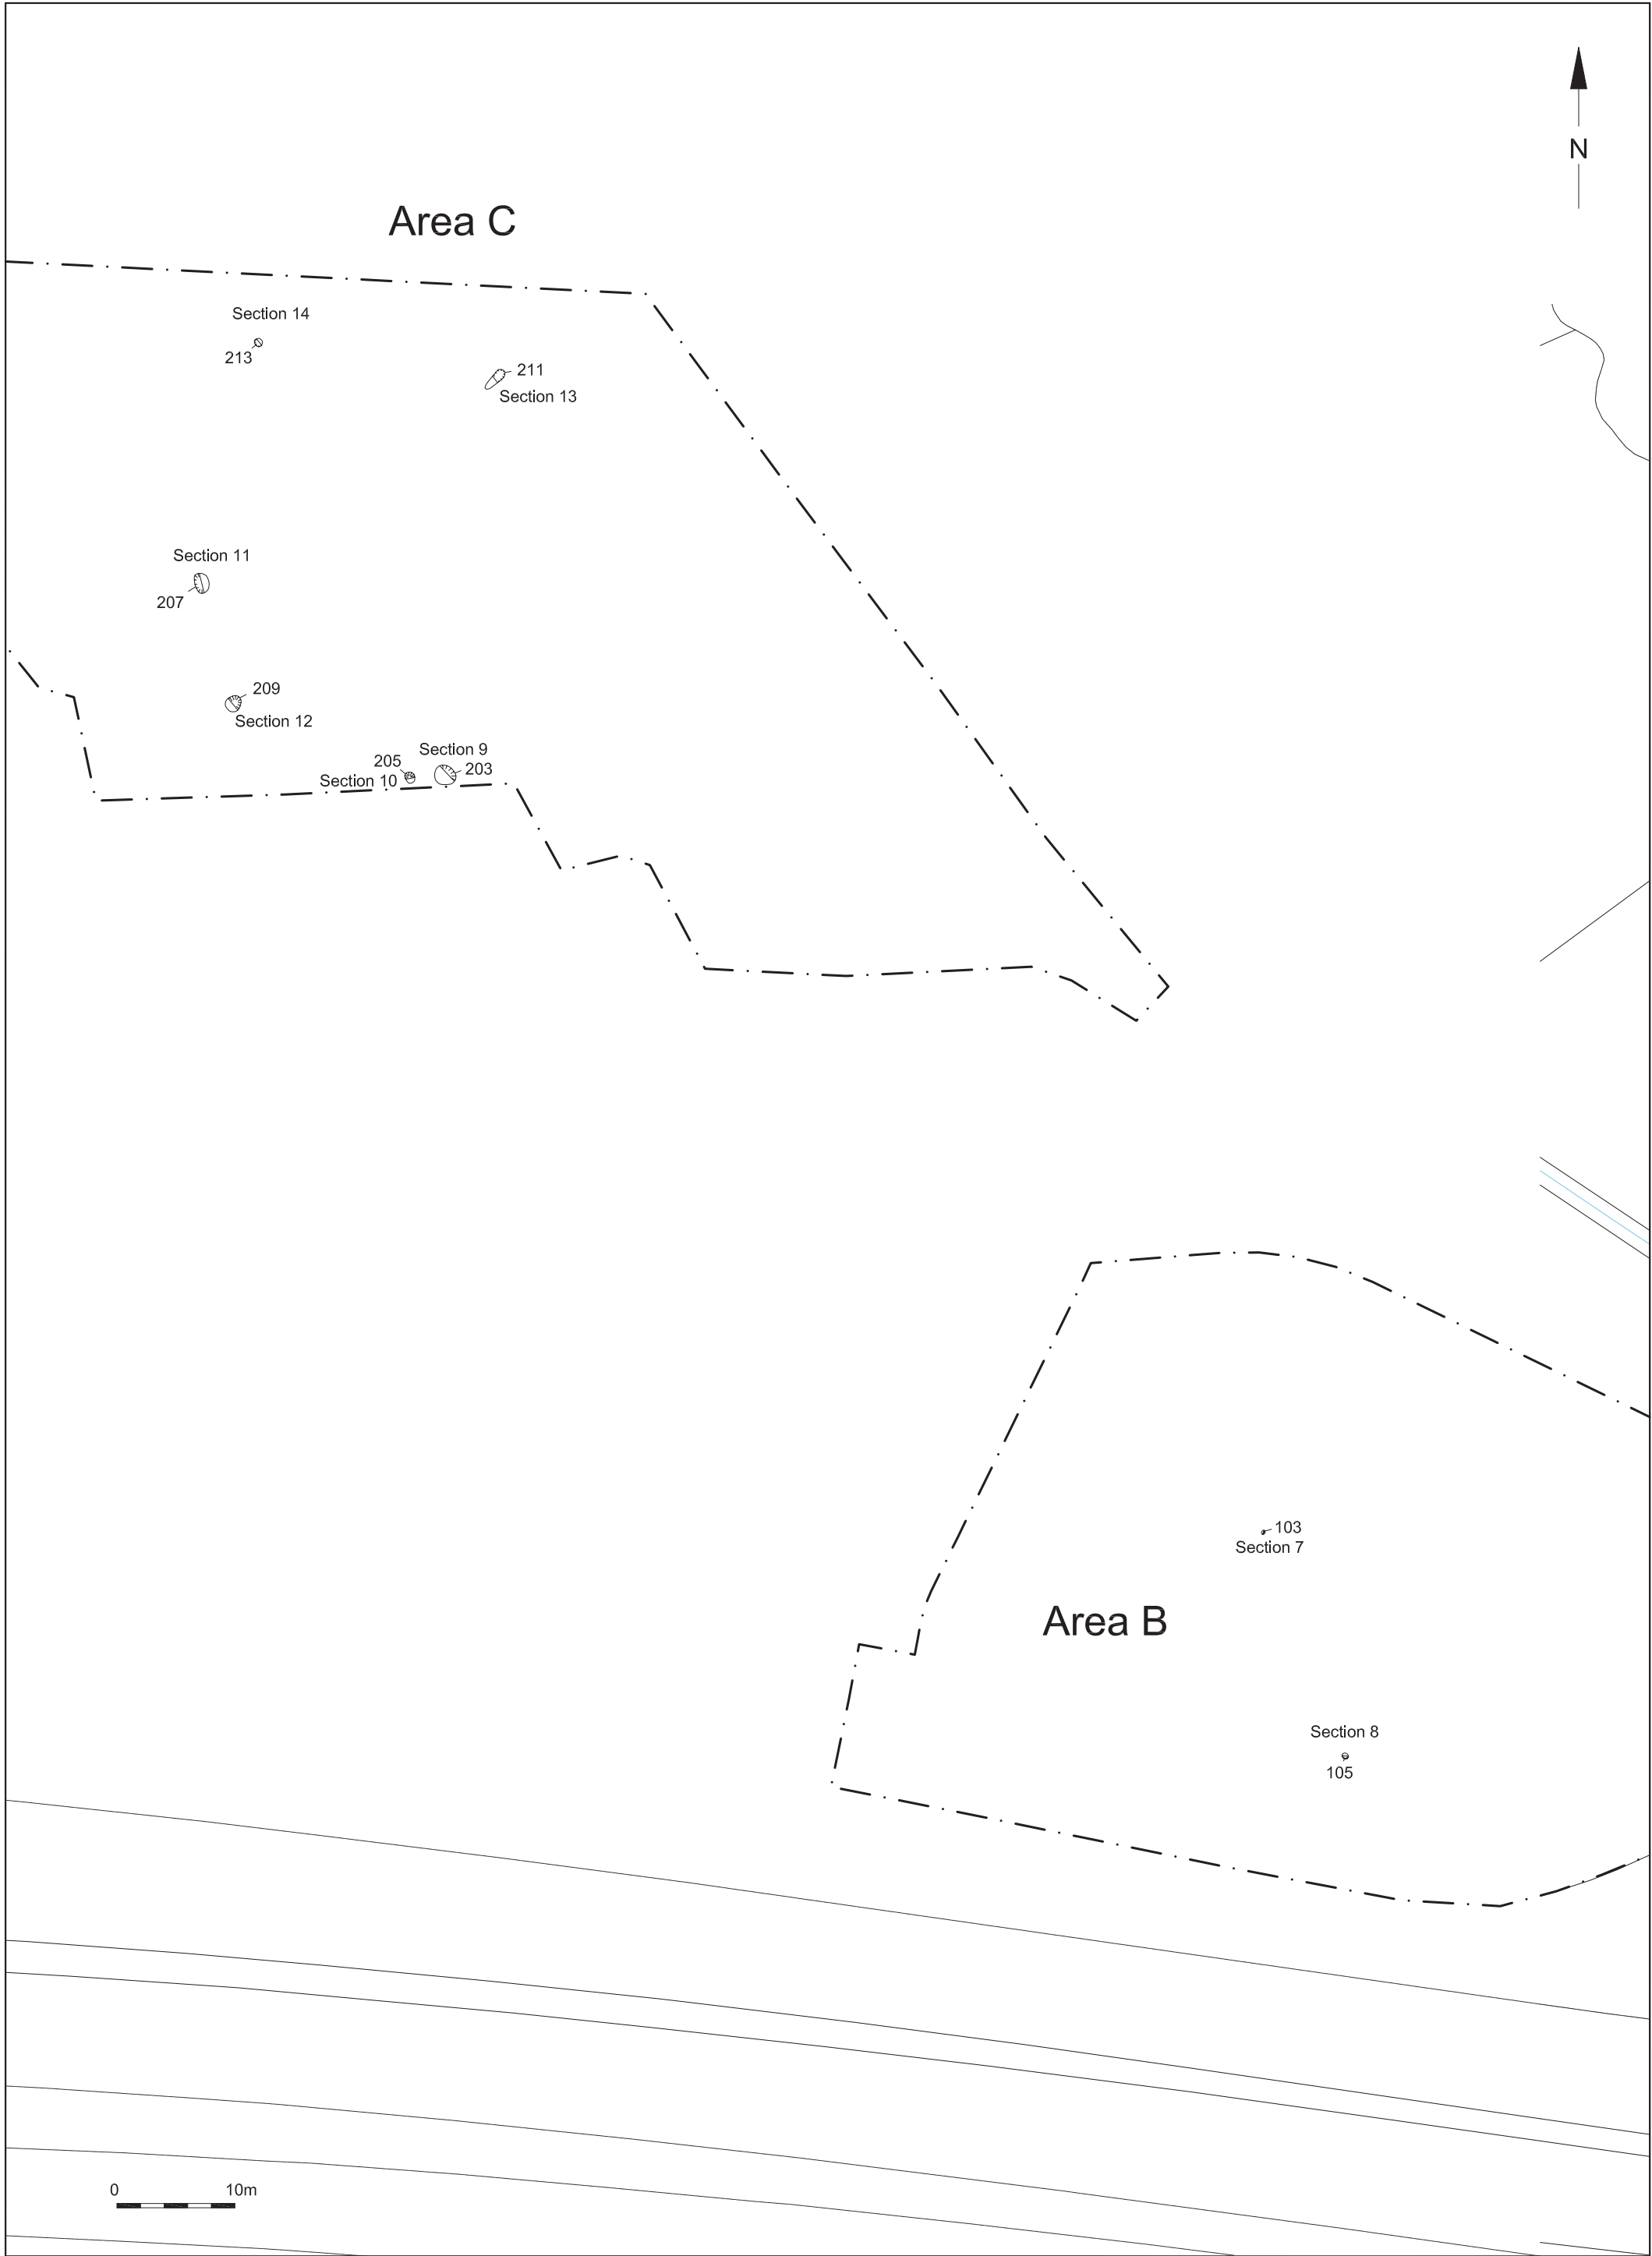 N
Area C
Section 14
213
211
Section 13
Section 11
207
209
Section 12
Section 9
205
203
Section 10
103
Section 7
Area B
Section 8
105
0 10m